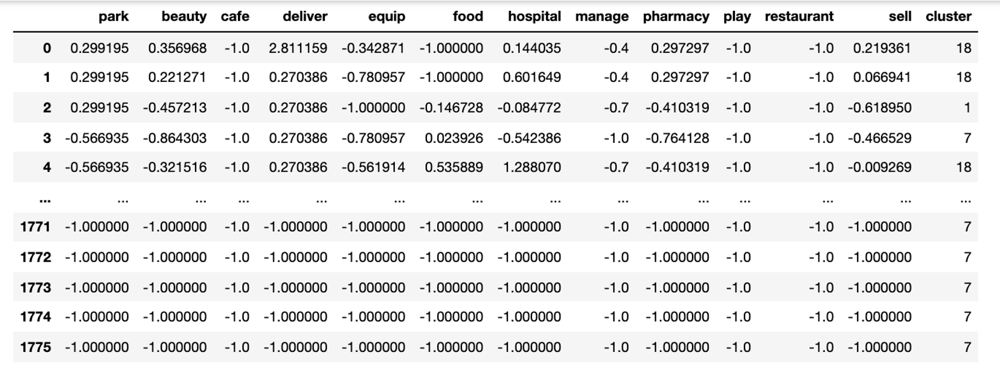 park beauty cafe deliver equip food hospital manage pharmacy play restaurant sell cluster
0 0.299195 0.356968 -1.0 2.811159 -0.342871 -1.000000 0.144035 -0.4 0.297297 -1.0 -1.0 0.219361 18
1 0.299195 0.221271 -1.0 0.270386 -0.780957 -1.000000 0.601649 -0.4 0.297297 -1.0 -1.0 0.066941 18
2 0.299195 -0.457213 -1.0 0.270386 -1.000000 -0.146728 -0.084772 -0.7 -0.410319 -1.0 -1.0 -0.618950 1
3 -0.566935 -0.864303 -1.0 0.270386 -0.780957 0.023926 -0.542386 -1.0 -0.764128 -1.0 -1.0 -0.466529 7
4 -0.566935 -0.321516 -1.0 0.270386 -0.561914 0.535889 1.288070 -0.7 -0.410319 -1.0 -1.0 -0.009269 18
... ... ... ... ... ... ... ... ... ... ... ... ... ...
1771 -1.000000 -1.000000 -1.0 -1.000000 -1.000000 -1.000000 -1.000000 -1.0 -1.000000 -1.0 -1.0 -1.000000 7
1772 -1.000000 -1.000000 -1.0 -1.000000 -1.000000 -1.000000 -1.000000 -1.0 -1.000000 -1.0 -1.0 -1.000000 7
1773 -1.000000 -1.000000 -1.0 -1.000000 -1.000000 -1.000000 -1.000000 -1.0 -1.000000 -1.0 -1.0 -1.000000 7
1774 -1.000000 -1.000000 -1.0 -1.000000 -1.000000 -1.000000 -1.000000 -1.0 -1.000000 -1.0 -1.0 -1.000000 7
1775 -1.000000 -1.000000 -1.0 -1.000000 -1.000000 -1.000000 -1.000000 -1.0 -1.000000 -1.0 -1.0 -1.000000 7